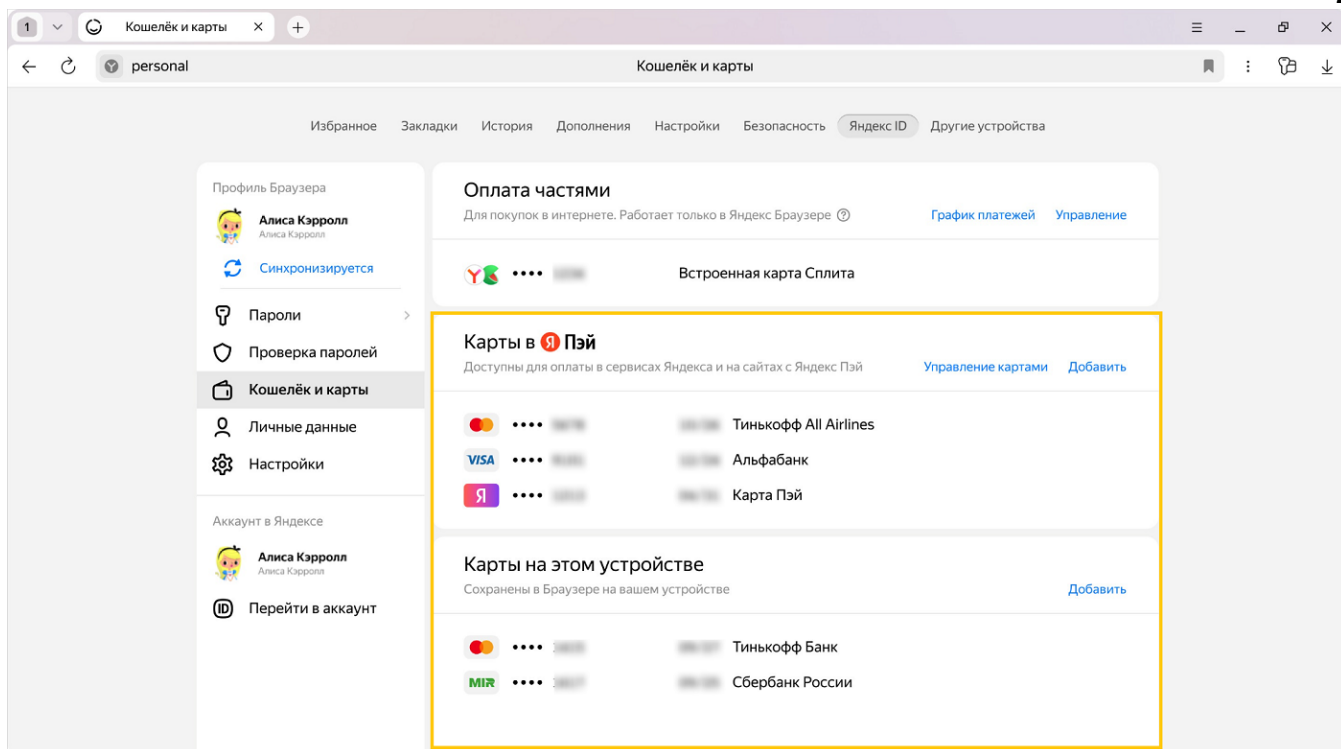 1 Кошелёк и карты
personal Кошелёк и карты
Избранное Закладки История Дополнения Настройки Безопасность Яндекс ID Другие устройства
Профиль Браузера
Алиса Кэрролл
Алиса Кэрролл
Синхронизируется
Пароли
Проверка паролей
Кошелёк и карты
Личные данные
Настройки
Аккаунт в Яндексе
Алиса Кэрролл
Алиса Кэрролл
ID Перейти в аккаунт
Оплата частями
Для покупок в интернете. Работает только в Яндекс Браузере ? График платежей Управление
•••• Встроенная карта Сплита
Карты в Я Пэй
Доступны для оплаты в сервисах Яндекса и на сайтах с Яндекс Пэй Управление картами Добавить
•••• Тинькофф All Airlines
VISA •••• Альфабанк
Я •••• Карта Пэй
Карты на этом устройстве
Сохранены в Браузере на вашем устройстве Добавить
•••• Тинькофф Банк
MIR •••• Сбербанк России